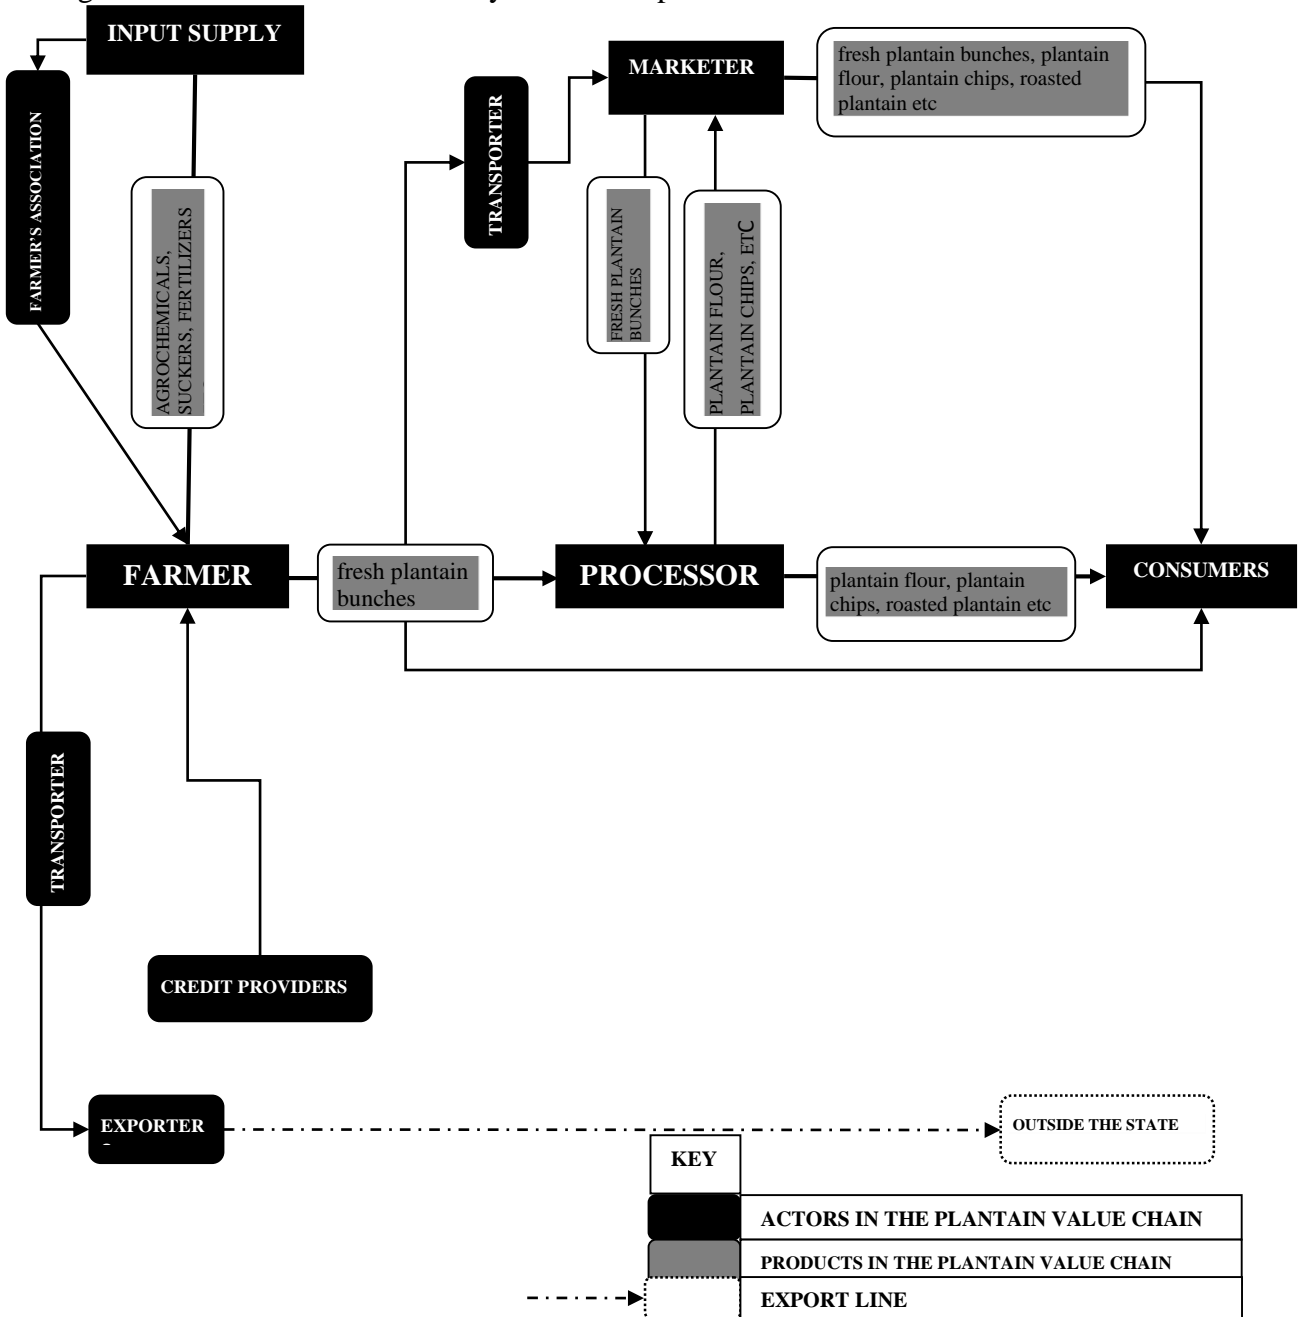 INPUT SUPPLY
FARMER'S ASSOCIATION
AGROCHEMICALS,
SUCKERS, FERTILIZERS
TRANSPORTER
MARKETER
fresh plantain bunches, plantain
flour, plantain chips, roasted
plantain etc
FRESH PLANTAIN
BUNCHES
PLANTAIN FLOUR,
PLANTAIN CHIPS, ETC
FARMER
fresh plantain
bunches
PROCESSOR
plantain flour, plantain
chips, roasted plantain etc
CONSUMERS
TRANSPORTER
CREDIT PROVIDERS
EXPORTER
OUTSIDE THE STATE
KEY
ACTORS IN THE PLANTAIN VALUE CHAIN
PRODUCTS IN THE PLANTAIN VALUE CHAIN
EXPORT LINE